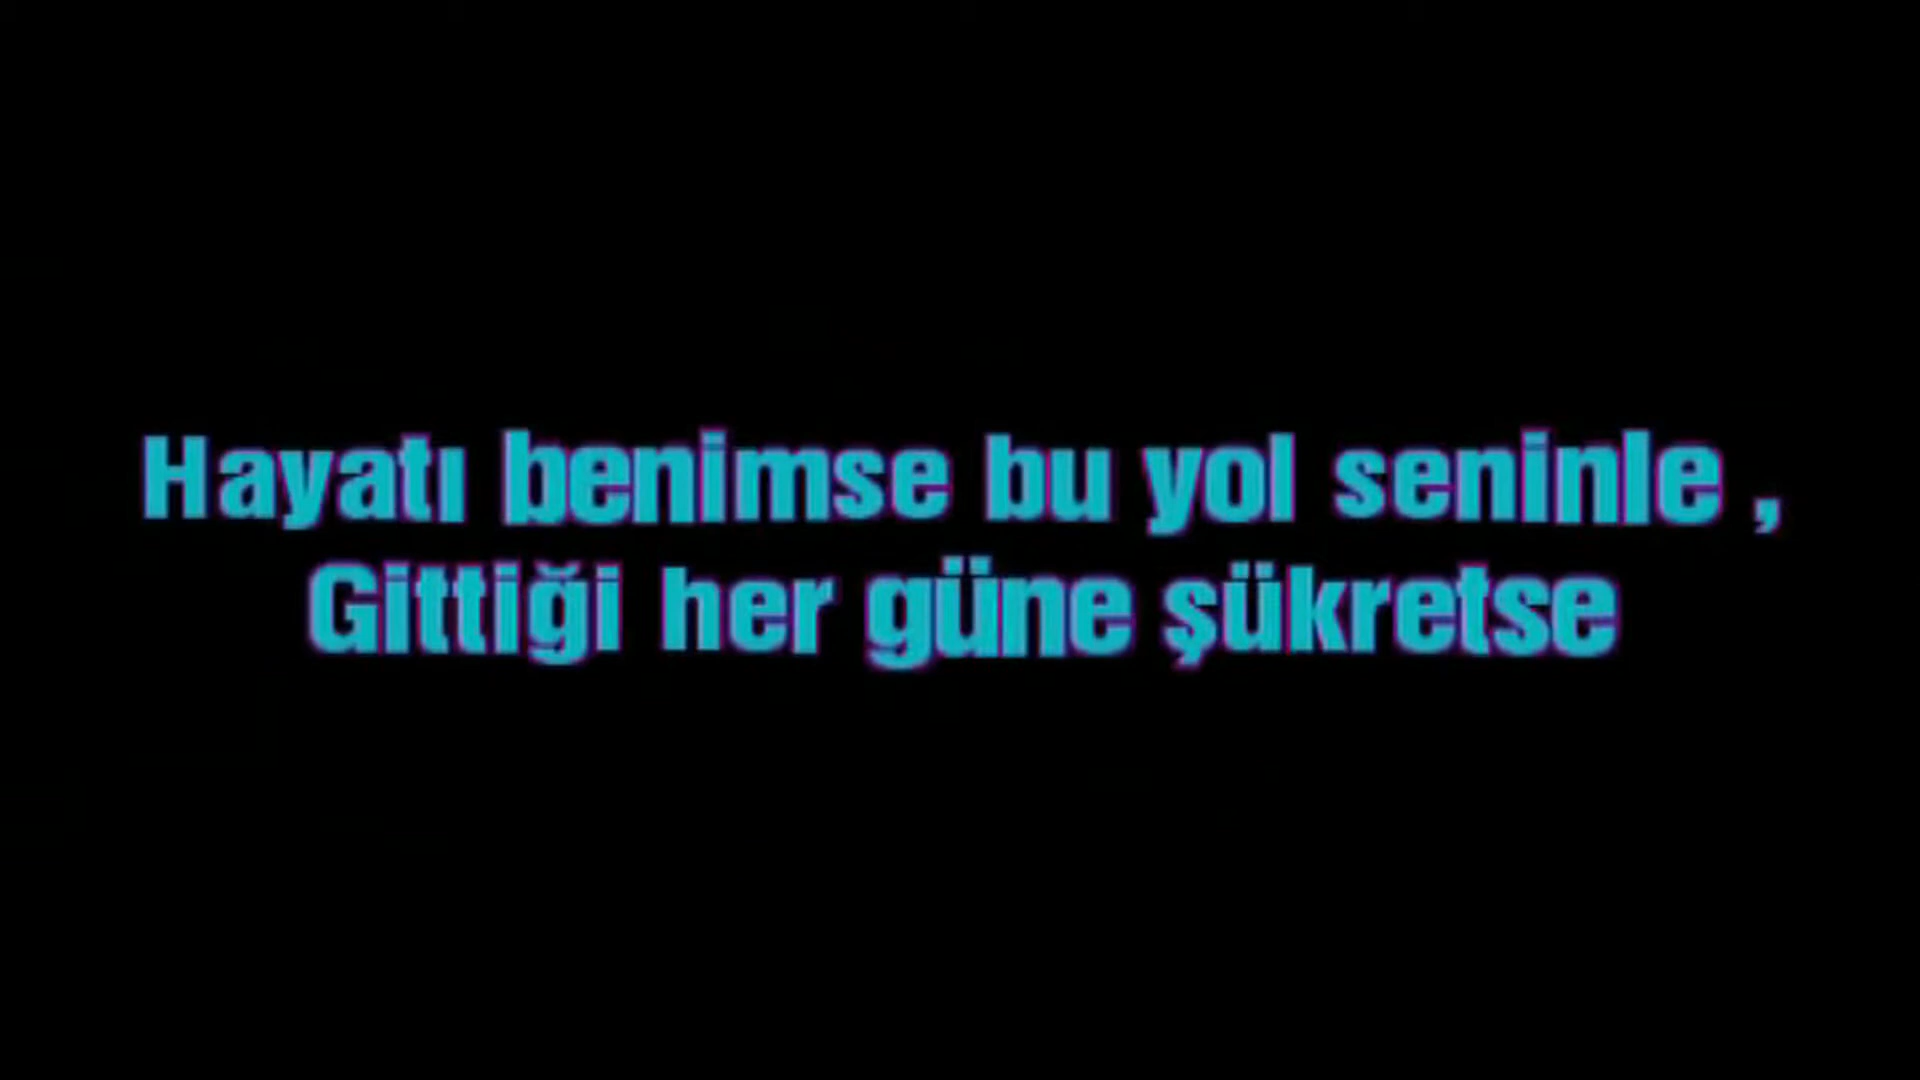 Hayatı benimse bu yol seninle ,
Gittiği her güne şükretse